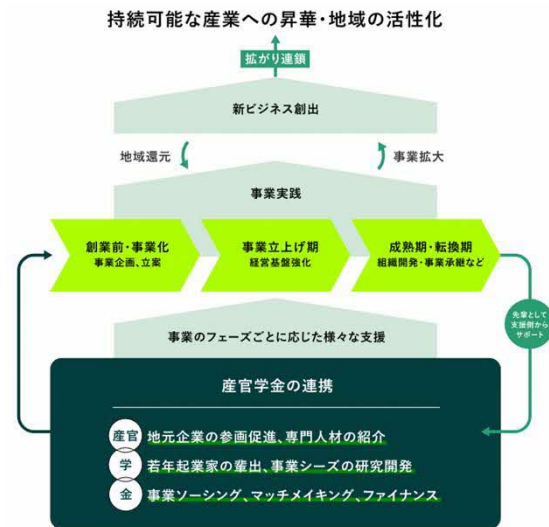 持続可能な産業への昇華・地域の活性化
拡がり連鎖
新ビジネス創出
地域還元
事業拡大
事業実践
創業前・事業化
事業企画、立案
事業立上げ期
経営基盤強化
成熟期・転換期
組織開発・事業承継など
事業のフェーズごとに応じた様々な支援
先輩として
支援側から
サポート
産官学金の連携
産官 地元企業の参画促進、専門人材の紹介
学 若年起業家の輩出、事業シーズの研究開発
金 事業ソーシング、マッチメイキング、ファイナンス